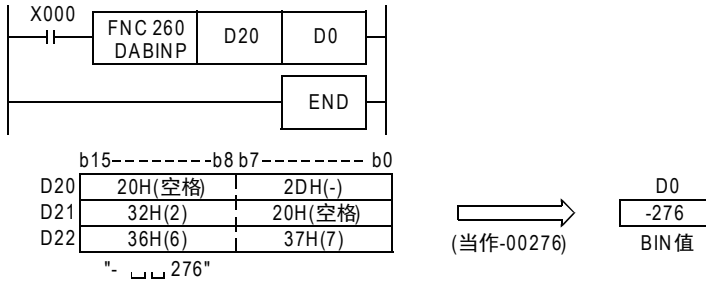 X000
FNC 260
DABINP
D20
D0
END
b15---------b8 b7--------- b0
D20 20H(空格) 2DH(-)
D21 32H(2) 20H(空格)
D22 36H(6) 37H(7)
"- ␣␣ 276"
(当作-00276)
D0
-276
BIN值